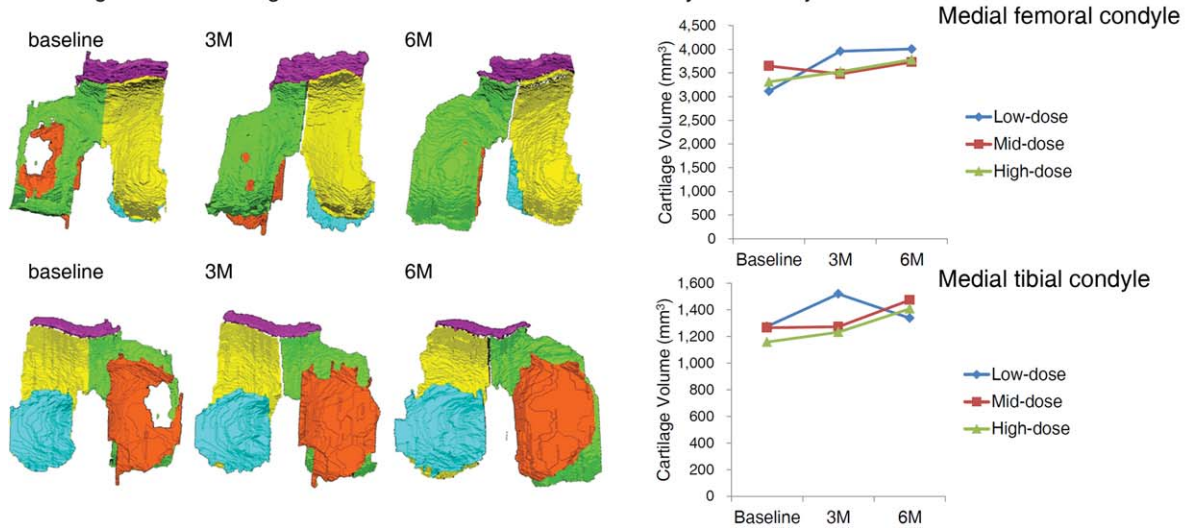 baseline
3M
6M
baseline
3M
6M
Medial femoral condyle
Cartilage Volume (mm³)
4,500
4,000
3,500
3,000
2,500
2,000
1,500
1,000
500
0
Baseline
3M
6M
Low-dose
Mid-dose
High-dose
Medial tibial condyle
Cartilage Volume (mm³)
1,600
1,400
1,200
1,000
800
600
400
200
0
Baseline
3M
6M
Low-dose
Mid-dose
High-dose